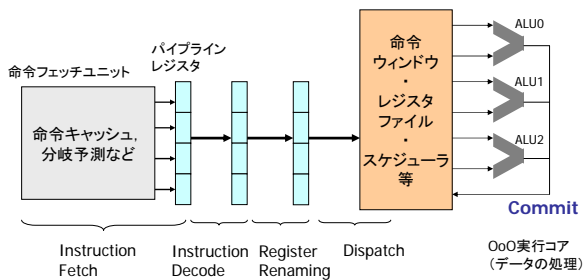 命令フェッチユニット
パイプライン
レジスタ
命令キャッシュ,
分岐予測など
命令
ウィンドウ
・
レジスタ
ファイル
・
スケジューラ
等
ALU0
ALU1
ALU2
Commit
Instruction
Fetch
Instruction
Decode
Register
Renaming
Dispatch
OoO実行コア
(データの処理)